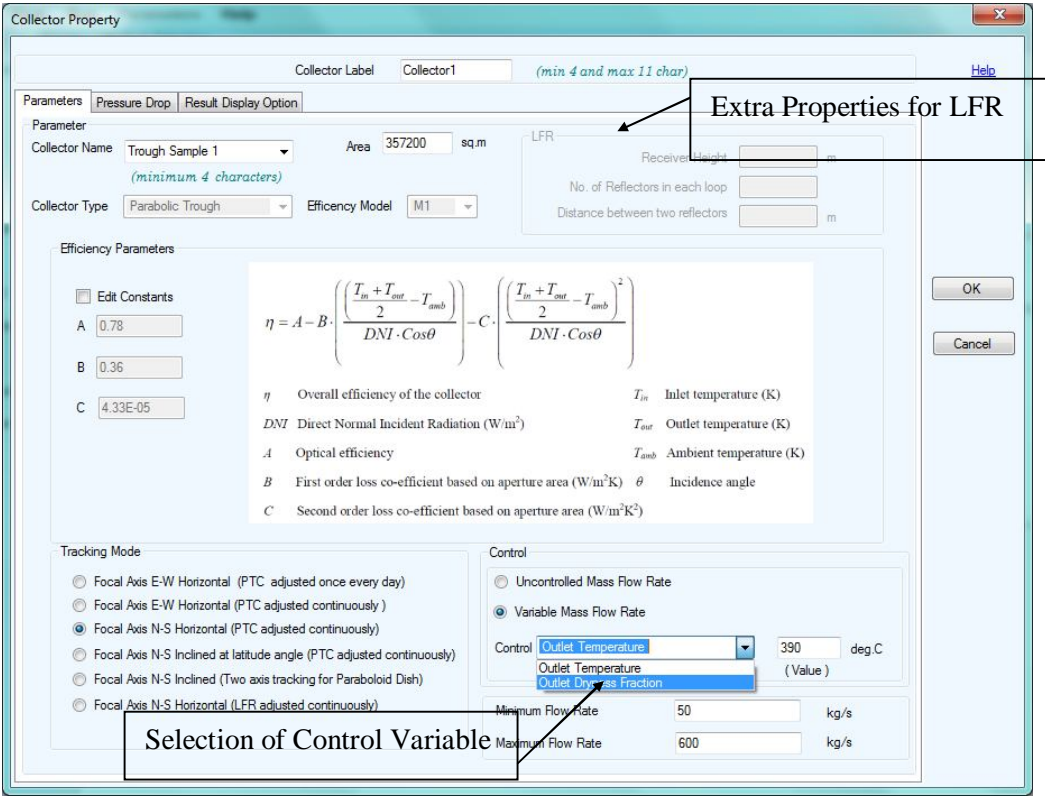 Collector Property
Collector Label Collector1 (min 4 and max 11 char)
Help
Parameters Pressure Drop Result Display Option
Extra Properties for LFR
Parameter
Collector Name Trough Sample 1 Area 357200 sq.m
(minimum 4 characters)
Collector Type Parabolic Trough Efficency Model M1
LFR
Receiver Height m
No. of Reflectors in each loop
Distance between two reflectors m
Efficiency Parameters
Edit Constants
A 0.78
B 0.36
C 4.33E-05
η = A − B · (((T_in + T_out)/2 − T_amb) / (DNI · Cosθ)) − C · (((T_in + T_out)/2 − T_amb)² / (DNI · Cosθ))
η Overall efficiency of the collector T_in Inlet temperature (K)
DNI Direct Normal Incident Radiation (W/m²) T_out Outlet temperature (K)
A Optical efficiency T_amb Ambient temperature (K)
B First order loss co-efficient based on aperture area (W/m²K) θ Incidence angle
C Second order loss co-efficient based on aperture area (W/m²K²)
OK
Cancel
Tracking Mode
Focal Axis E-W Horizontal (PTC adjusted once every day)
Focal Axis E-W Horizontal (PTC adjusted continuously )
Focal Axis N-S Horizontal (PTC adjusted continuously)
Focal Axis N-S Inclined at latitude angle (PTC adjusted continuously)
Focal Axis N-S Inclined (Two axis tracking for Paraboloid Dish)
Focal Axis N-S Horizontal (LFR adjusted continuously)
Control
Uncontrolled Mass Flow Rate
Variable Mass Flow Rate
Control Outlet Temperature 390 deg.C
Outlet Temperature
Outlet Dryness Fraction
( Value )
Minimum Flow Rate 50 kg/s
Maximum Flow Rate 600 kg/s
Selection of Control Variable